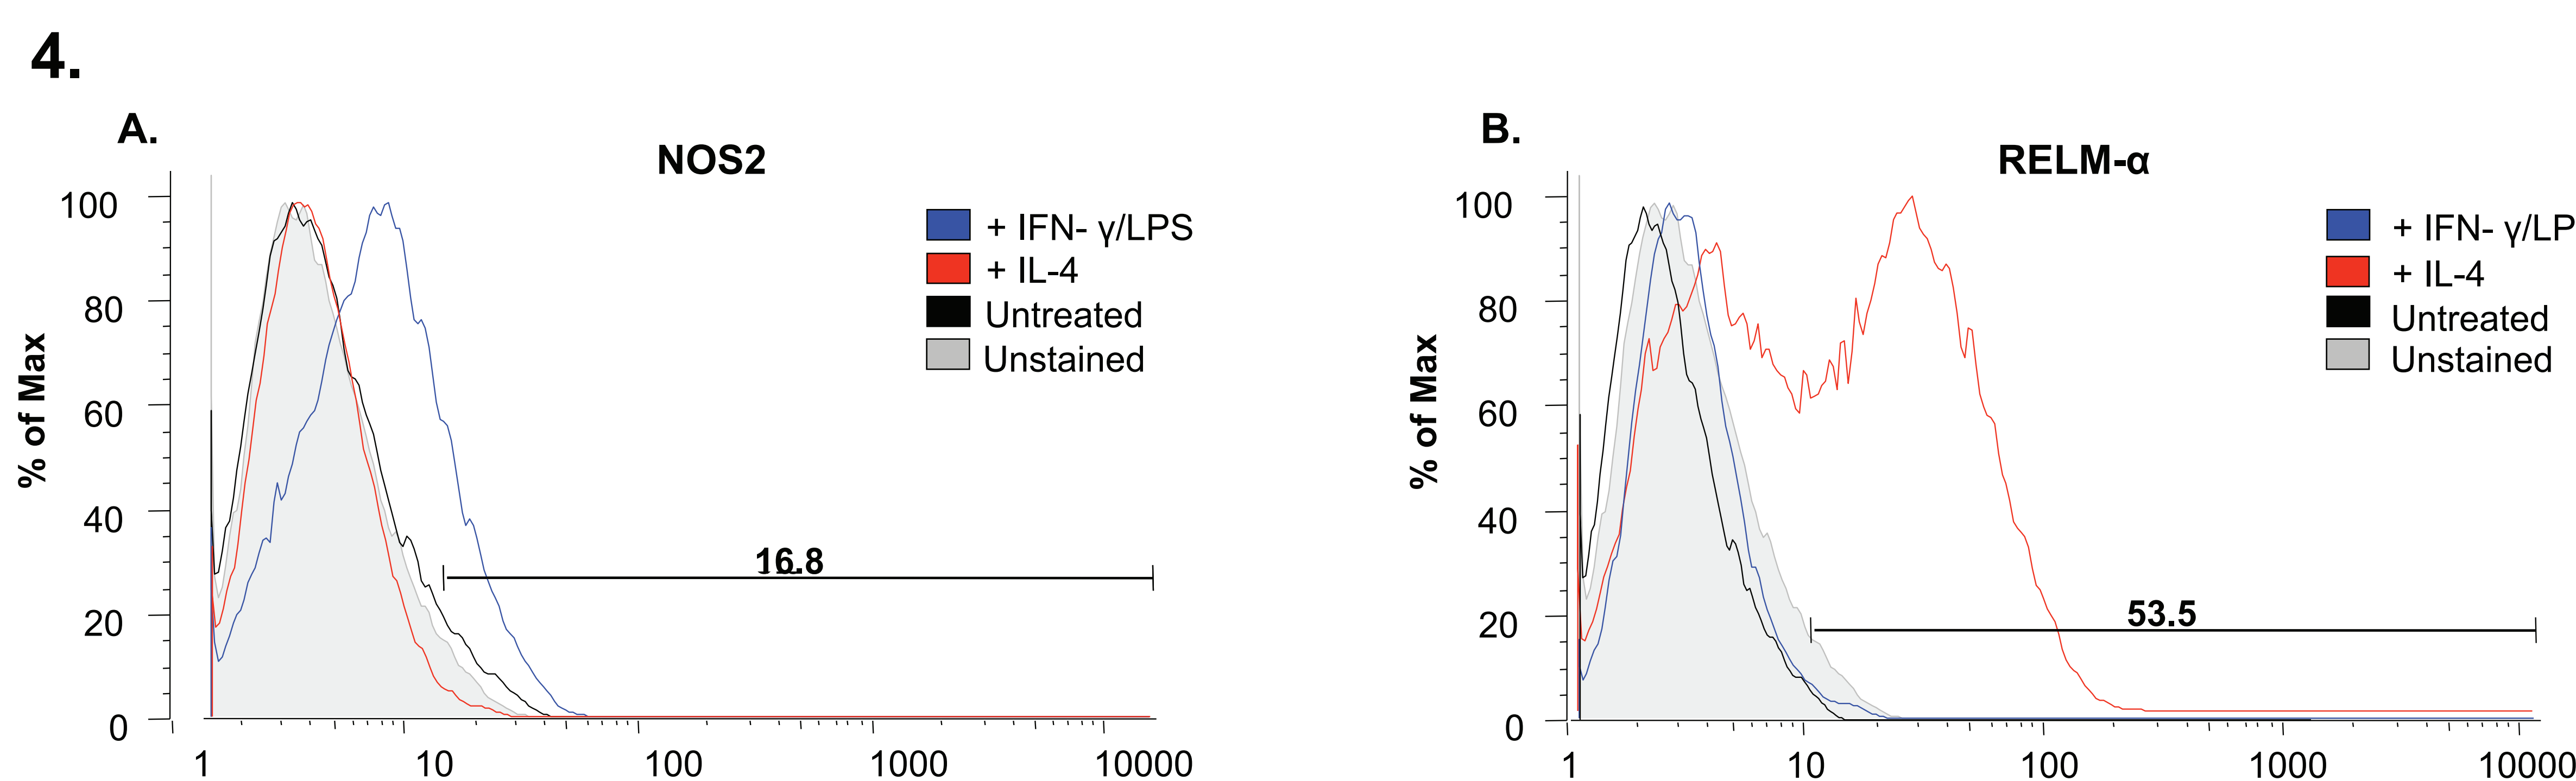 4.
A.
NOS2
% of Max
100
80
60
40
20
0
+ IFN- γ/LPS
+ IL-4
Untreated
Unstained
16.8
1 10 100 1000 10000
B.
RELM-α
% of Max
100
80
60
40
20
0
+ IFN- γ/LP
+ IL-4
Untreated
Unstained
53.5
1 10 100 1000 10000